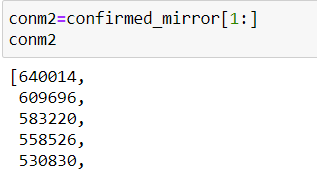 conm2=confirmed_mirror[1:]
conm2
[640014,
609696,
583220,
558526,
530830,